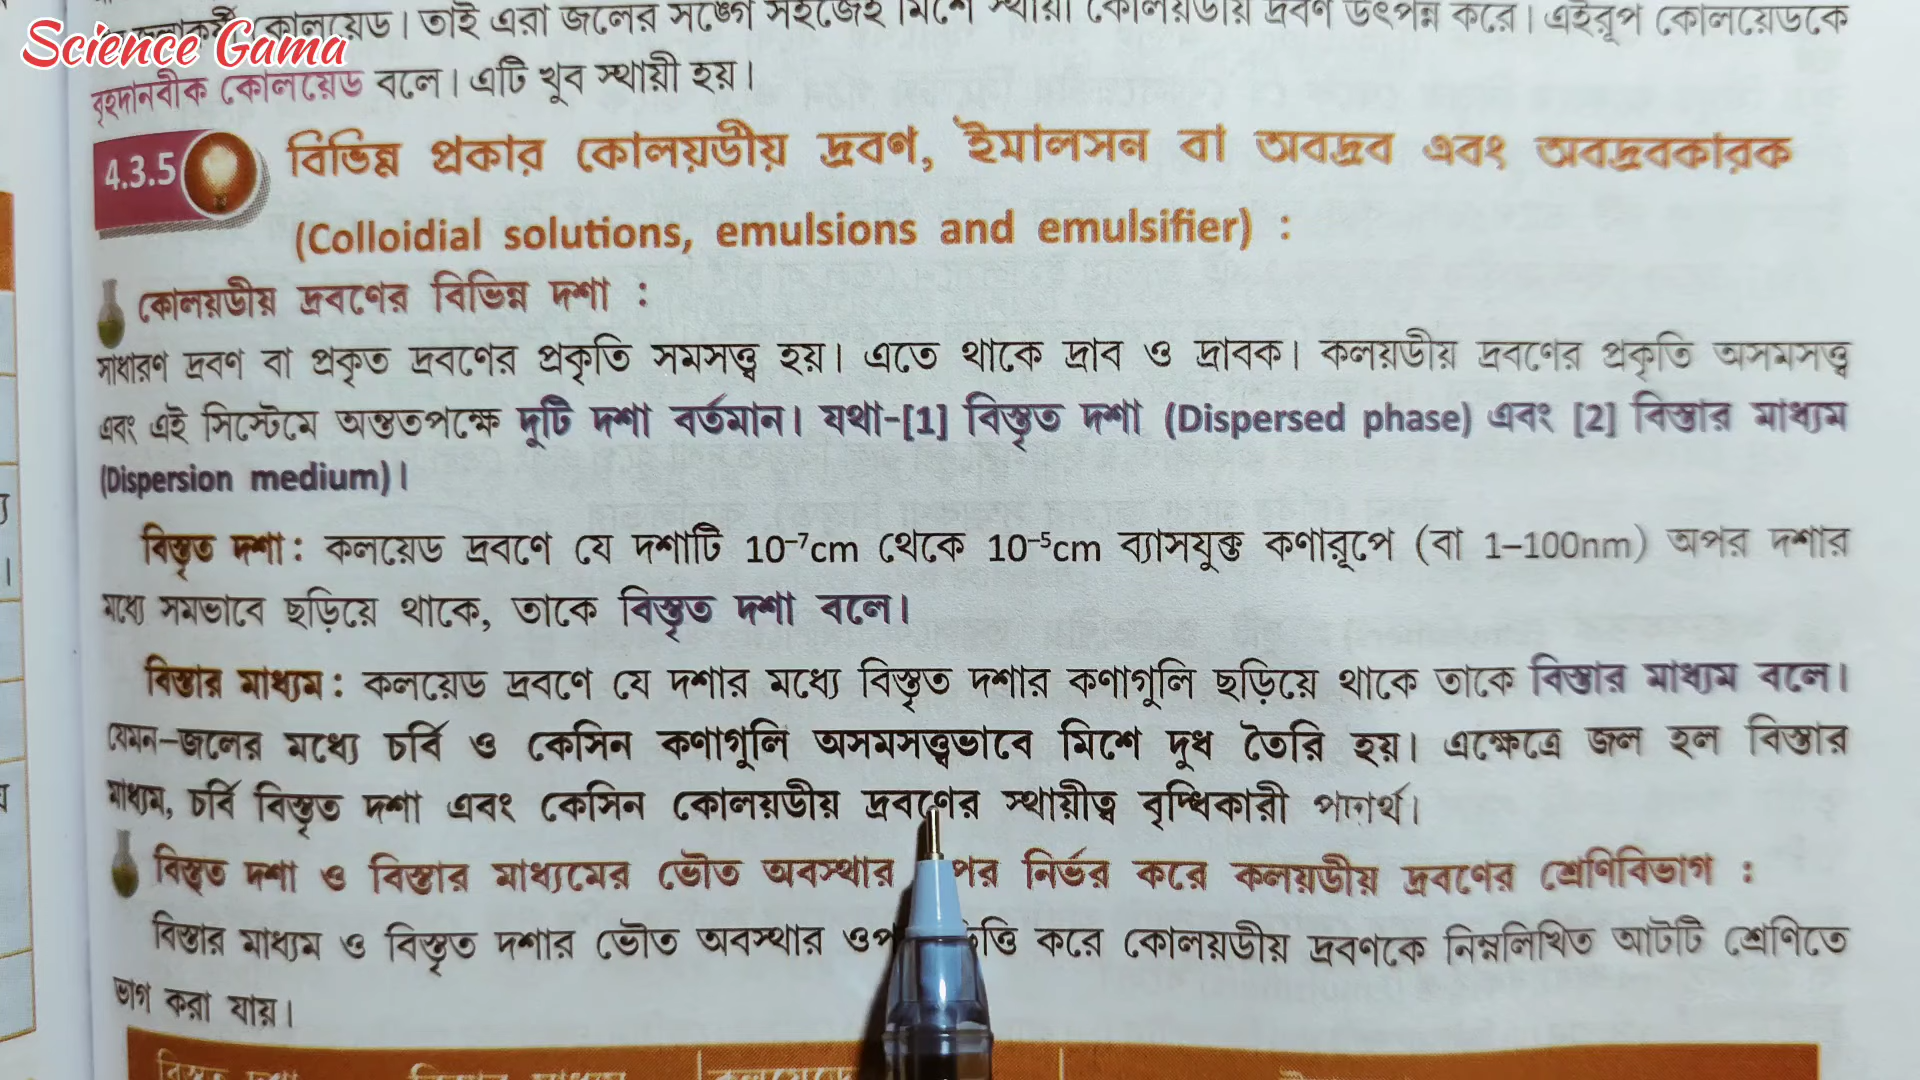 Science Gama
কোলয়েড। তাই এরা জলের সঙ্গে সহজেই মিশে স্থায়ী কোলয়ডীয় দ্রবণ উৎপন্ন করে। এইরূপ কোলয়েডকে
বৃহদানবীক কোলয়েড বলে। এটি খুব স্থায়ী হয়।
4.3.5 বিভিন্ন প্রকার কোলয়ডীয় দ্রবণ, ইমালসন বা অবদ্রব এবং অবদ্রবকারক
(Colloidial solutions, emulsions and emulsifier) :
কোলয়ডীয় দ্রবণের বিভিন্ন দশা :
সাধারণ দ্রবণ বা প্রকৃত দ্রবণের প্রকৃতি সমসত্ত্ব হয়। এতে থাকে দ্রাব ও দ্রাবক। কলয়ডীয় দ্রবণের প্রকৃতি অসমসত্ত্ব
এবং এই সিস্টেমে অন্ততপক্ষে দুটি দশা বর্তমান। যথা-[1] বিস্তৃত দশা (Dispersed phase) এবং [2] বিস্তার মাধ্যম
(Dispersion medium)।
বিস্তৃত দশা : কলয়েড দ্রবণে যে দশাটি 10⁻⁷cm থেকে 10⁻⁵cm ব্যাসযুক্ত কণারূপে (বা 1–100nm) অপর দশার
মধ্যে সমভাবে ছড়িয়ে থাকে, তাকে বিস্তৃত দশা বলে।
বিস্তার মাধ্যম : কলয়েড দ্রবণে যে দশার মধ্যে বিস্তৃত দশার কণাগুলি ছড়িয়ে থাকে তাকে বিস্তার মাধ্যম বলে।
যেমন–জলের মধ্যে চর্বি ও কেসিন কণাগুলি অসমসত্ত্বভাবে মিশে দুধ তৈরি হয়। এক্ষেত্রে জল হল বিস্তার
মাধ্যম, চর্বি বিস্তৃত দশা এবং কেসিন কোলয়ডীয় দ্রবণের স্থায়ীত্ব বৃদ্ধিকারী পদার্থ।
বিস্তৃত দশা ও বিস্তার মাধ্যমের ভৌত অবস্থার পর নির্ভর করে কলয়ডীয় দ্রবণের শ্রেণিবিভাগ :
বিস্তার মাধ্যম ও বিস্তৃত দশার ভৌত অবস্থার করে কোলয়ডীয় দ্রবণকে নিম্নলিখিত আটটি শ্রেণিতে
ভাগ করা যায়।